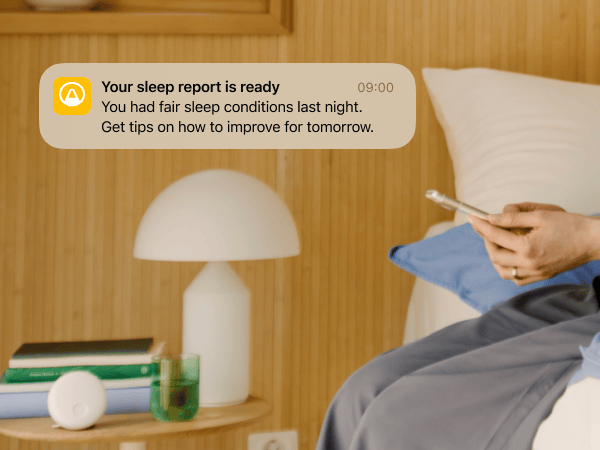 Your sleep report is ready 09:00
You had fair sleep conditions last night.
Get tips on how to improve for tomorrow.